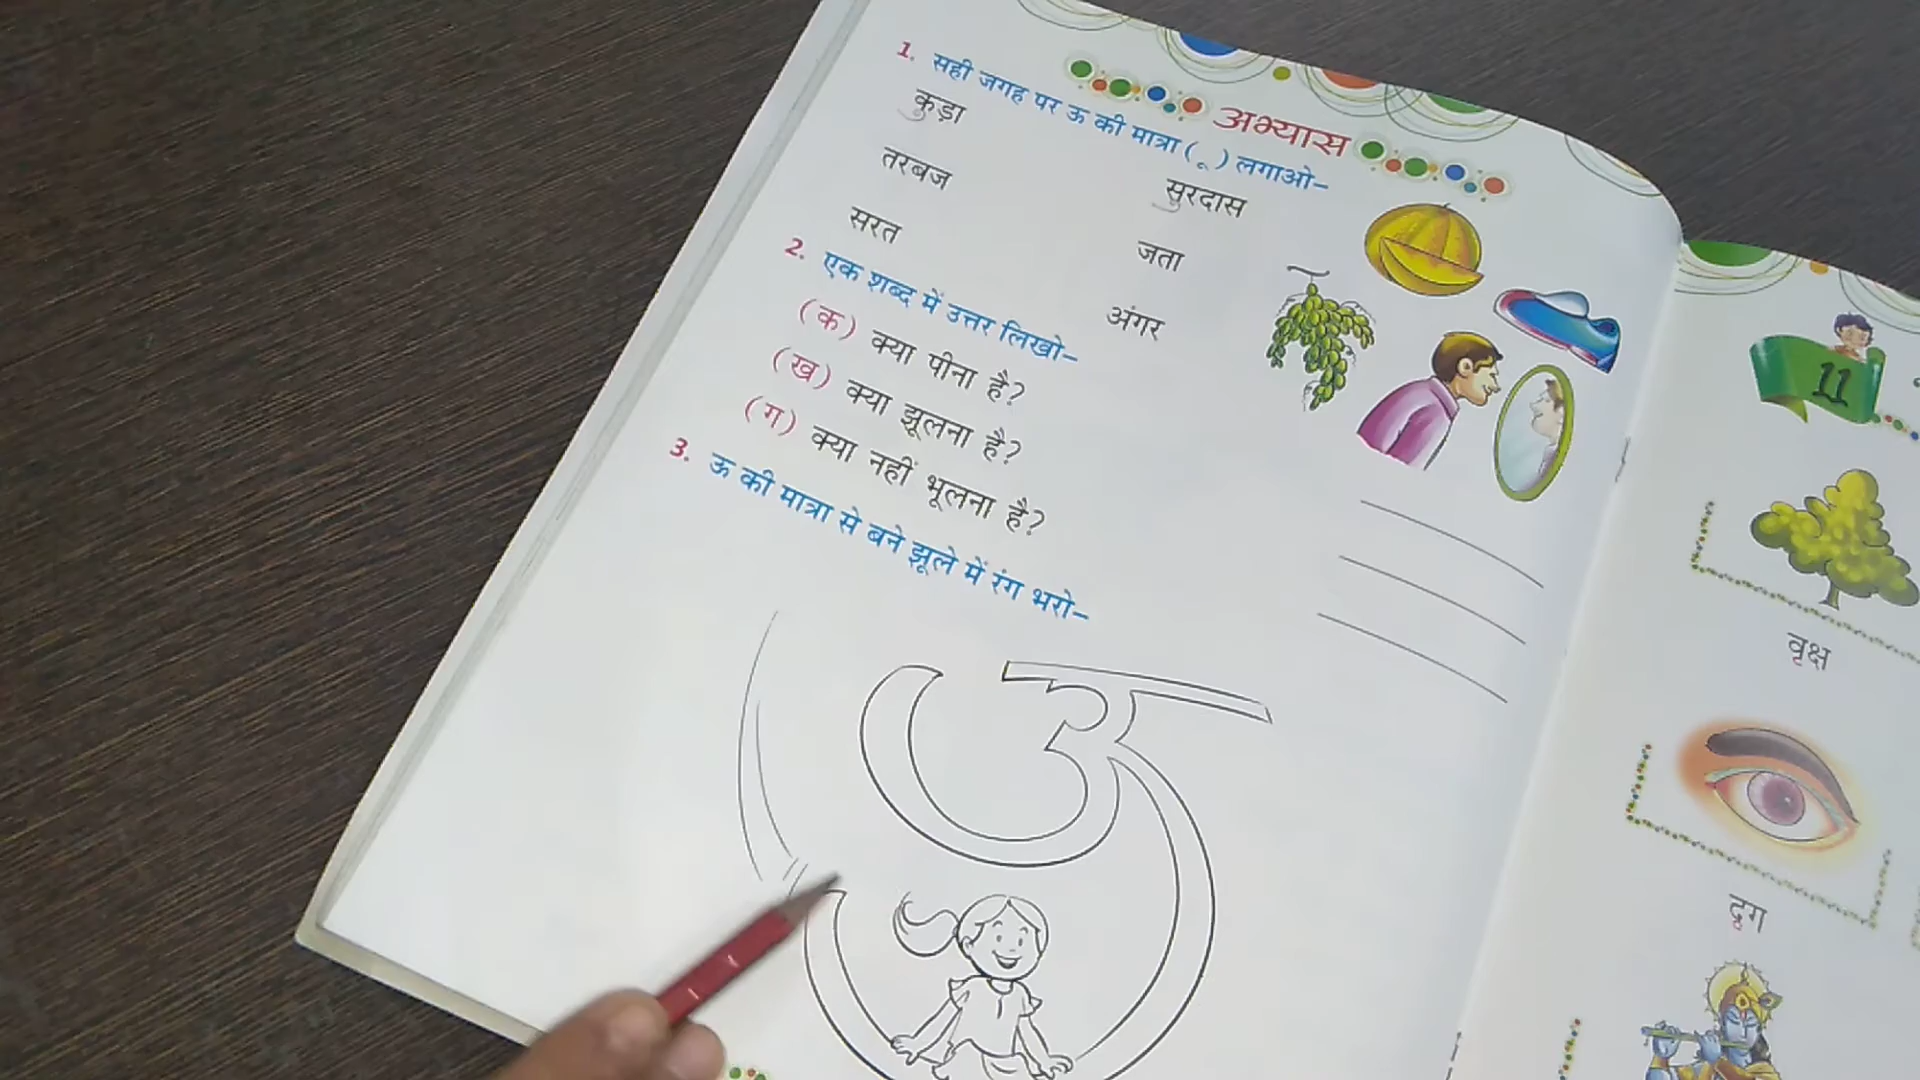 अभ्यास
1. सही जगह पर ऊ की मात्रा ( ू ) लगाओ–
कुड़ा
सुरदास
तरबज
जता
सरत
अंगर
2. एक शब्द में उत्तर लिखो–
(क) क्या पीना है?
(ख) क्या झूलना है?
(ग) क्या नहीं भूलना है?
3. ऊ की मात्रा से बने झूले में रंग भरो–
उ
11
वृक्ष
दृग